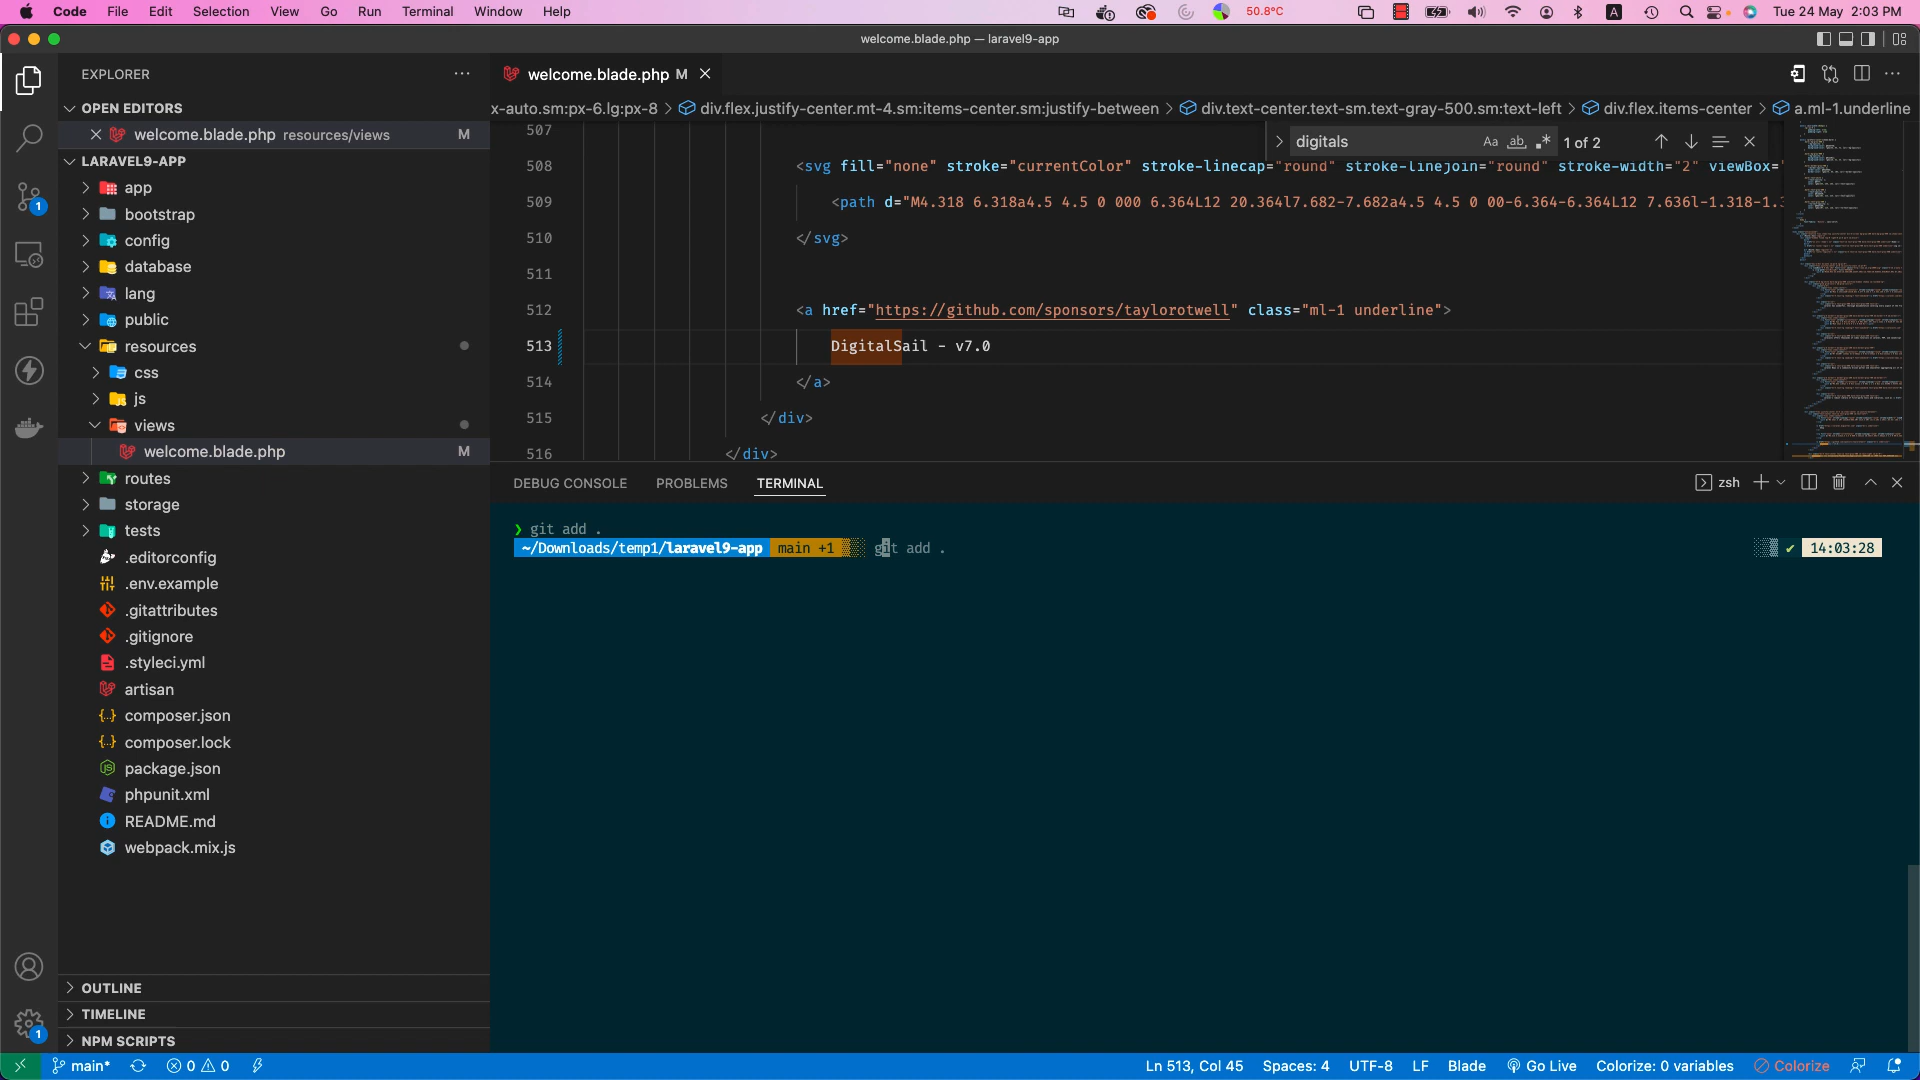 Code File Edit Selection View Go Run Terminal Window Help 50.8°C A Tue 24 May 2:03 PM
welcome.blade.php — laravel9-app
EXPLORER
welcome.blade.php M
OPEN EDITORS
x-auto.sm:px-6.lg:px-8 > div.flex.justify-center.mt-4.sm:items-center.sm:justify-between > div.text-center.text-sm.text-gray-500.sm:text-left > div.flex.items-center > a.ml-1.underline
welcome.blade.php resources/views M
LARAVEL9-APP
app
bootstrap
config
database
lang
public
resources
css
js
views
welcome.blade.php M
routes
storage
tests
.editorconfig
.env.example
.gitattributes
.gitignore
.styleci.yml
artisan
composer.json
composer.lock
package.json
phpunit.xml
README.md
webpack.mix.js
OUTLINE
TIMELINE
NPM SCRIPTS
1
1
digitals Aa ab 1 of 2
507
508 <svg fill="none" stroke="currentColor" stroke-linecap="round" stroke-linejoin="round" stroke-width="2" viewBox="
509 <path d="M4.318 6.318a4.5 4.5 0 000 6.364L12 20.364l7.682-7.682a4.5 4.5 0 00-6.364-6.364L12 7.636l-1.318-1.3
510 </svg>
511
512 <a href="https://github.com/sponsors/taylorotwell" class="ml-1 underline">
513 DigitalSail - v7.0
514 </a>
515 </div>
516 </div>
DEBUG CONSOLE PROBLEMS TERMINAL zsh
❯ git add .
~/Downloads/temp1/laravel9-app main +1 git add . ✔ 14:03:28
main* 0 0 Ln 513, Col 45 Spaces: 4 UTF-8 LF Blade Go Live Colorize: 0 variables Colorize